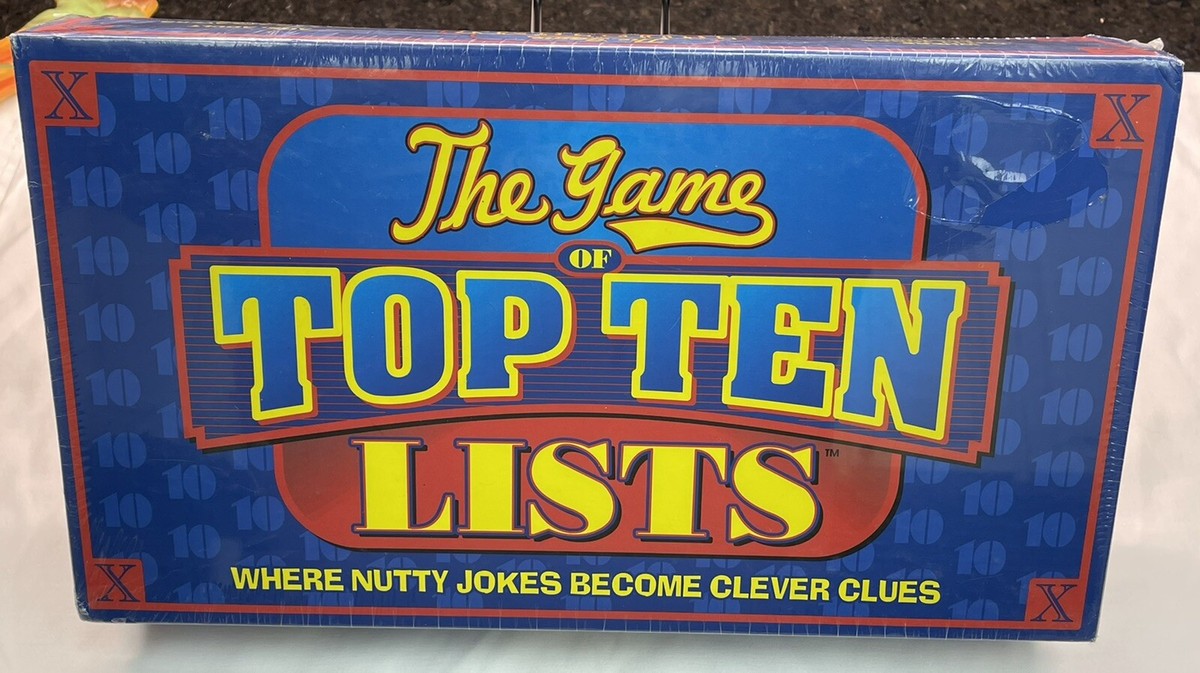 X X
The Game
OF
TOP TEN
LISTS™
WHERE NUTTY JOKES BECOME CLEVER CLUES
X X